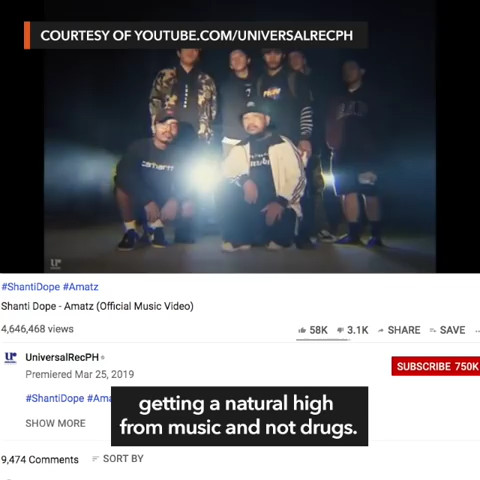 COURTESY OF YOUTUBE.COM/UNIVERSALRECPH
carhartt
#ShantiDope #Amatz
Shanti Dope - Amatz (Official Music Video)
4,646,468 views
58K 3.1K SHARE SAVE
UniversalRecPH
Premiered Mar 25, 2019
SUBSCRIBE 750K
#ShantiDope #Ama
getting a natural high
from music and not drugs.
SHOW MORE
9,474 Comments SORT BY